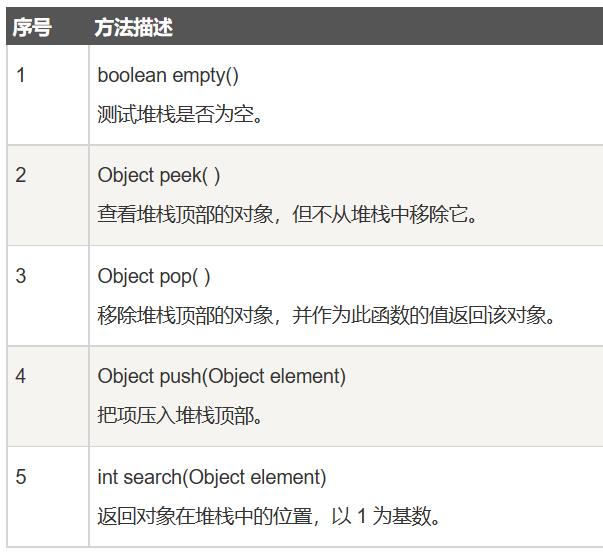 序号 方法描述
1 boolean empty()
测试堆栈是否为空。
2 Object peek( )
查看堆栈顶部的对象，但不从堆栈中移除它。
3 Object pop( )
移除堆栈顶部的对象，并作为此函数的值返回该对象。
4 Object push(Object element)
把项压入堆栈顶部。
5 int search(Object element)
返回对象在堆栈中的位置，以 1 为基数。